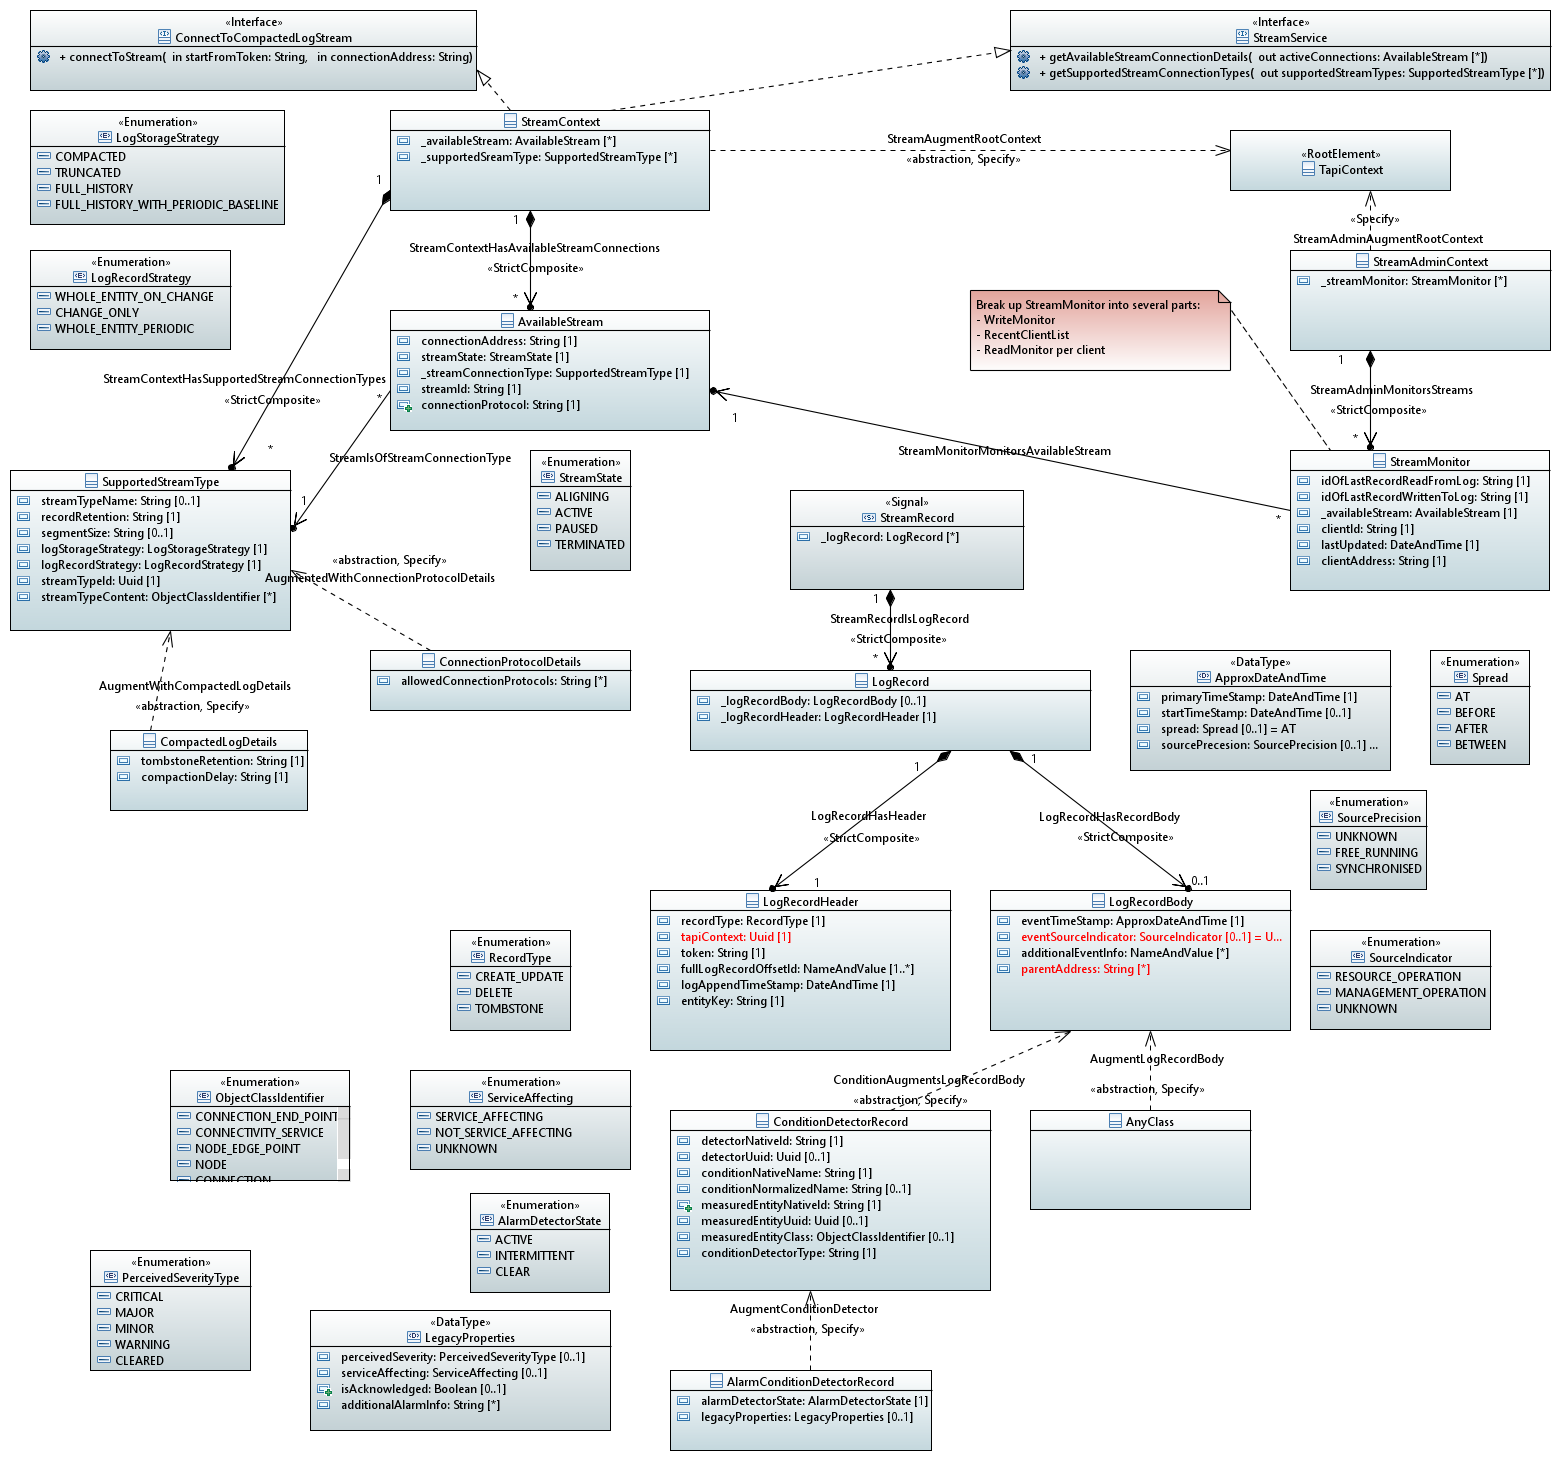 «Interface»
ConnectToCompactedLogStream
+ connectToStream(  in startFromToken: String,   in connectionAddress: String)
«Interface»
StreamService
+ getAvailableStreamConnectionDetails(  out activeConnections: AvailableStream [*])
+ getSupportedStreamConnectionTypes(  out supportedStreamTypes: SupportedStreamType [*])
«Enumeration»
LogStorageStrategy
COMPACTED
TRUNCATED
FULL_HISTORY
FULL_HISTORY_WITH_PERIODIC_BASELINE
StreamContext
_availableStream: AvailableStream [*]
_supportedSreamType: SupportedStreamType [*]
StreamAugmentRootContext
«abstraction, Specify»
«RootElement»
TapiContext
1
1
StreamContextHasAvailableStreamConnections
«StrictComposite»
*
«Specify»
StreamAdminAugmentRootContext
StreamAdminContext
_streamMonitor: StreamMonitor [*]
«Enumeration»
LogRecordStrategy
WHOLE_ENTITY_ON_CHANGE
CHANGE_ONLY
WHOLE_ENTITY_PERIODIC
AvailableStream
connectionAddress: String [1]
streamState: StreamState [1]
_streamConnectionType: SupportedStreamType [1]
streamId: String [1]
connectionProtocol: String [1]
Break up StreamMonitor into several parts:
- WriteMonitor
- RecentClientList
- ReadMonitor per client
1
StreamAdminMonitorsStreams
«StrictComposite»
*
StreamContextHasSupportedStreamConnectionTypes
«StrictComposite»
*
*
StreamIsOfStreamConnectionType
1
1
StreamMonitorMonitorsAvailableStream
*
SupportedStreamType
streamTypeName: String [0..1]
recordRetention: String [1]
segmentSize: String [0..1]
logStorageStrategy: LogStorageStrategy [1]
logRecordStrategy: LogRecordStrategy [1]
streamTypeId: Uuid [1]
streamTypeContent: ObjectClassIdentifier [*]
«Enumeration»
StreamState
ALIGNING
ACTIVE
PAUSED
TERMINATED
StreamMonitor
idOfLastRecordReadFromLog: String [1]
idOfLastRecordWrittenToLog: String [1]
_availableStream: AvailableStream [1]
clientId: String [1]
lastUpdated: DateAndTime [1]
clientAddress: String [1]
«Signal»
StreamRecord
_logRecord: LogRecord [*]
«abstraction, Specify»
AugmentedWithConnectionProtocolDetails
1
StreamRecordIsLogRecord
«StrictComposite»
*
ConnectionProtocolDetails
allowedConnectionProtocols: String [*]
AugmentWithCompactedLogDetails
«abstraction, Specify»
CompactedLogDetails
tombstoneRetention: String [1]
compactionDelay: String [1]
LogRecord
_logRecordBody: LogRecordBody [0..1]
_logRecordHeader: LogRecordHeader [1]
«DataType»
ApproxDateAndTime
primaryTimeStamp: DateAndTime [1]
startTimeStamp: DateAndTime [0..1]
spread: Spread [0..1] = AT
sourcePrecesion: SourcePrecision [0..1] ...
«Enumeration»
Spread
AT
BEFORE
AFTER
BETWEEN
1
LogRecordHasHeader
«StrictComposite»
1
1
LogRecordHasRecordBody
«StrictComposite»
0..1
«Enumeration»
SourcePrecision
UNKNOWN
FREE_RUNNING
SYNCHRONISED
LogRecordHeader
recordType: RecordType [1]
tapiContext: Uuid [1]
token: String [1]
fullLogRecordOffsetId: NameAndValue [1..*]
logAppendTimeStamp: DateAndTime [1]
entityKey: String [1]
LogRecordBody
eventTimeStamp: ApproxDateAndTime [1]
eventSourceIndicator: SourceIndicator [0..1] = U...
additionalEventInfo: NameAndValue [*]
parentAddress: String [*]
«Enumeration»
SourceIndicator
RESOURCE_OPERATION
MANAGEMENT_OPERATION
UNKNOWN
«Enumeration»
RecordType
CREATE_UPDATE
DELETE
TOMBSTONE
ConditionAugmentsLogRecordBody
«abstraction, Specify»
AugmentLogRecordBody
«abstraction, Specify»
«Enumeration»
ObjectClassIdentifier
CONNECTION_END_POINT
CONNECTIVITY_SERVICE
NODE_EDGE_POINT
NODE
CONNECTION
«Enumeration»
ServiceAffecting
SERVICE_AFFECTING
NOT_SERVICE_AFFECTING
UNKNOWN
ConditionDetectorRecord
detectorNativeId: String [1]
detectorUuid: Uuid [0..1]
conditionNativeName: String [1]
conditionNormalizedName: String [0..1]
measuredEntityNativeId: String [1]
measuredEntityUuid: Uuid [0..1]
measuredEntityClass: ObjectClassIdentifier [0..1]
conditionDetectorType: String [1]
AnyClass
«Enumeration»
AlarmDetectorState
ACTIVE
INTERMITTENT
CLEAR
«Enumeration»
PerceivedSeverityType
CRITICAL
MAJOR
MINOR
WARNING
CLEARED
«DataType»
LegacyProperties
perceivedSeverity: PerceivedSeverityType [0..1]
serviceAffecting: ServiceAffecting [0..1]
isAcknowledged: Boolean [0..1]
additionalAlarmInfo: String [*]
AugmentConditionDetector
«abstraction, Specify»
AlarmConditionDetectorRecord
alarmDetectorState: AlarmDetectorState [1]
legacyProperties: LegacyProperties [0..1]